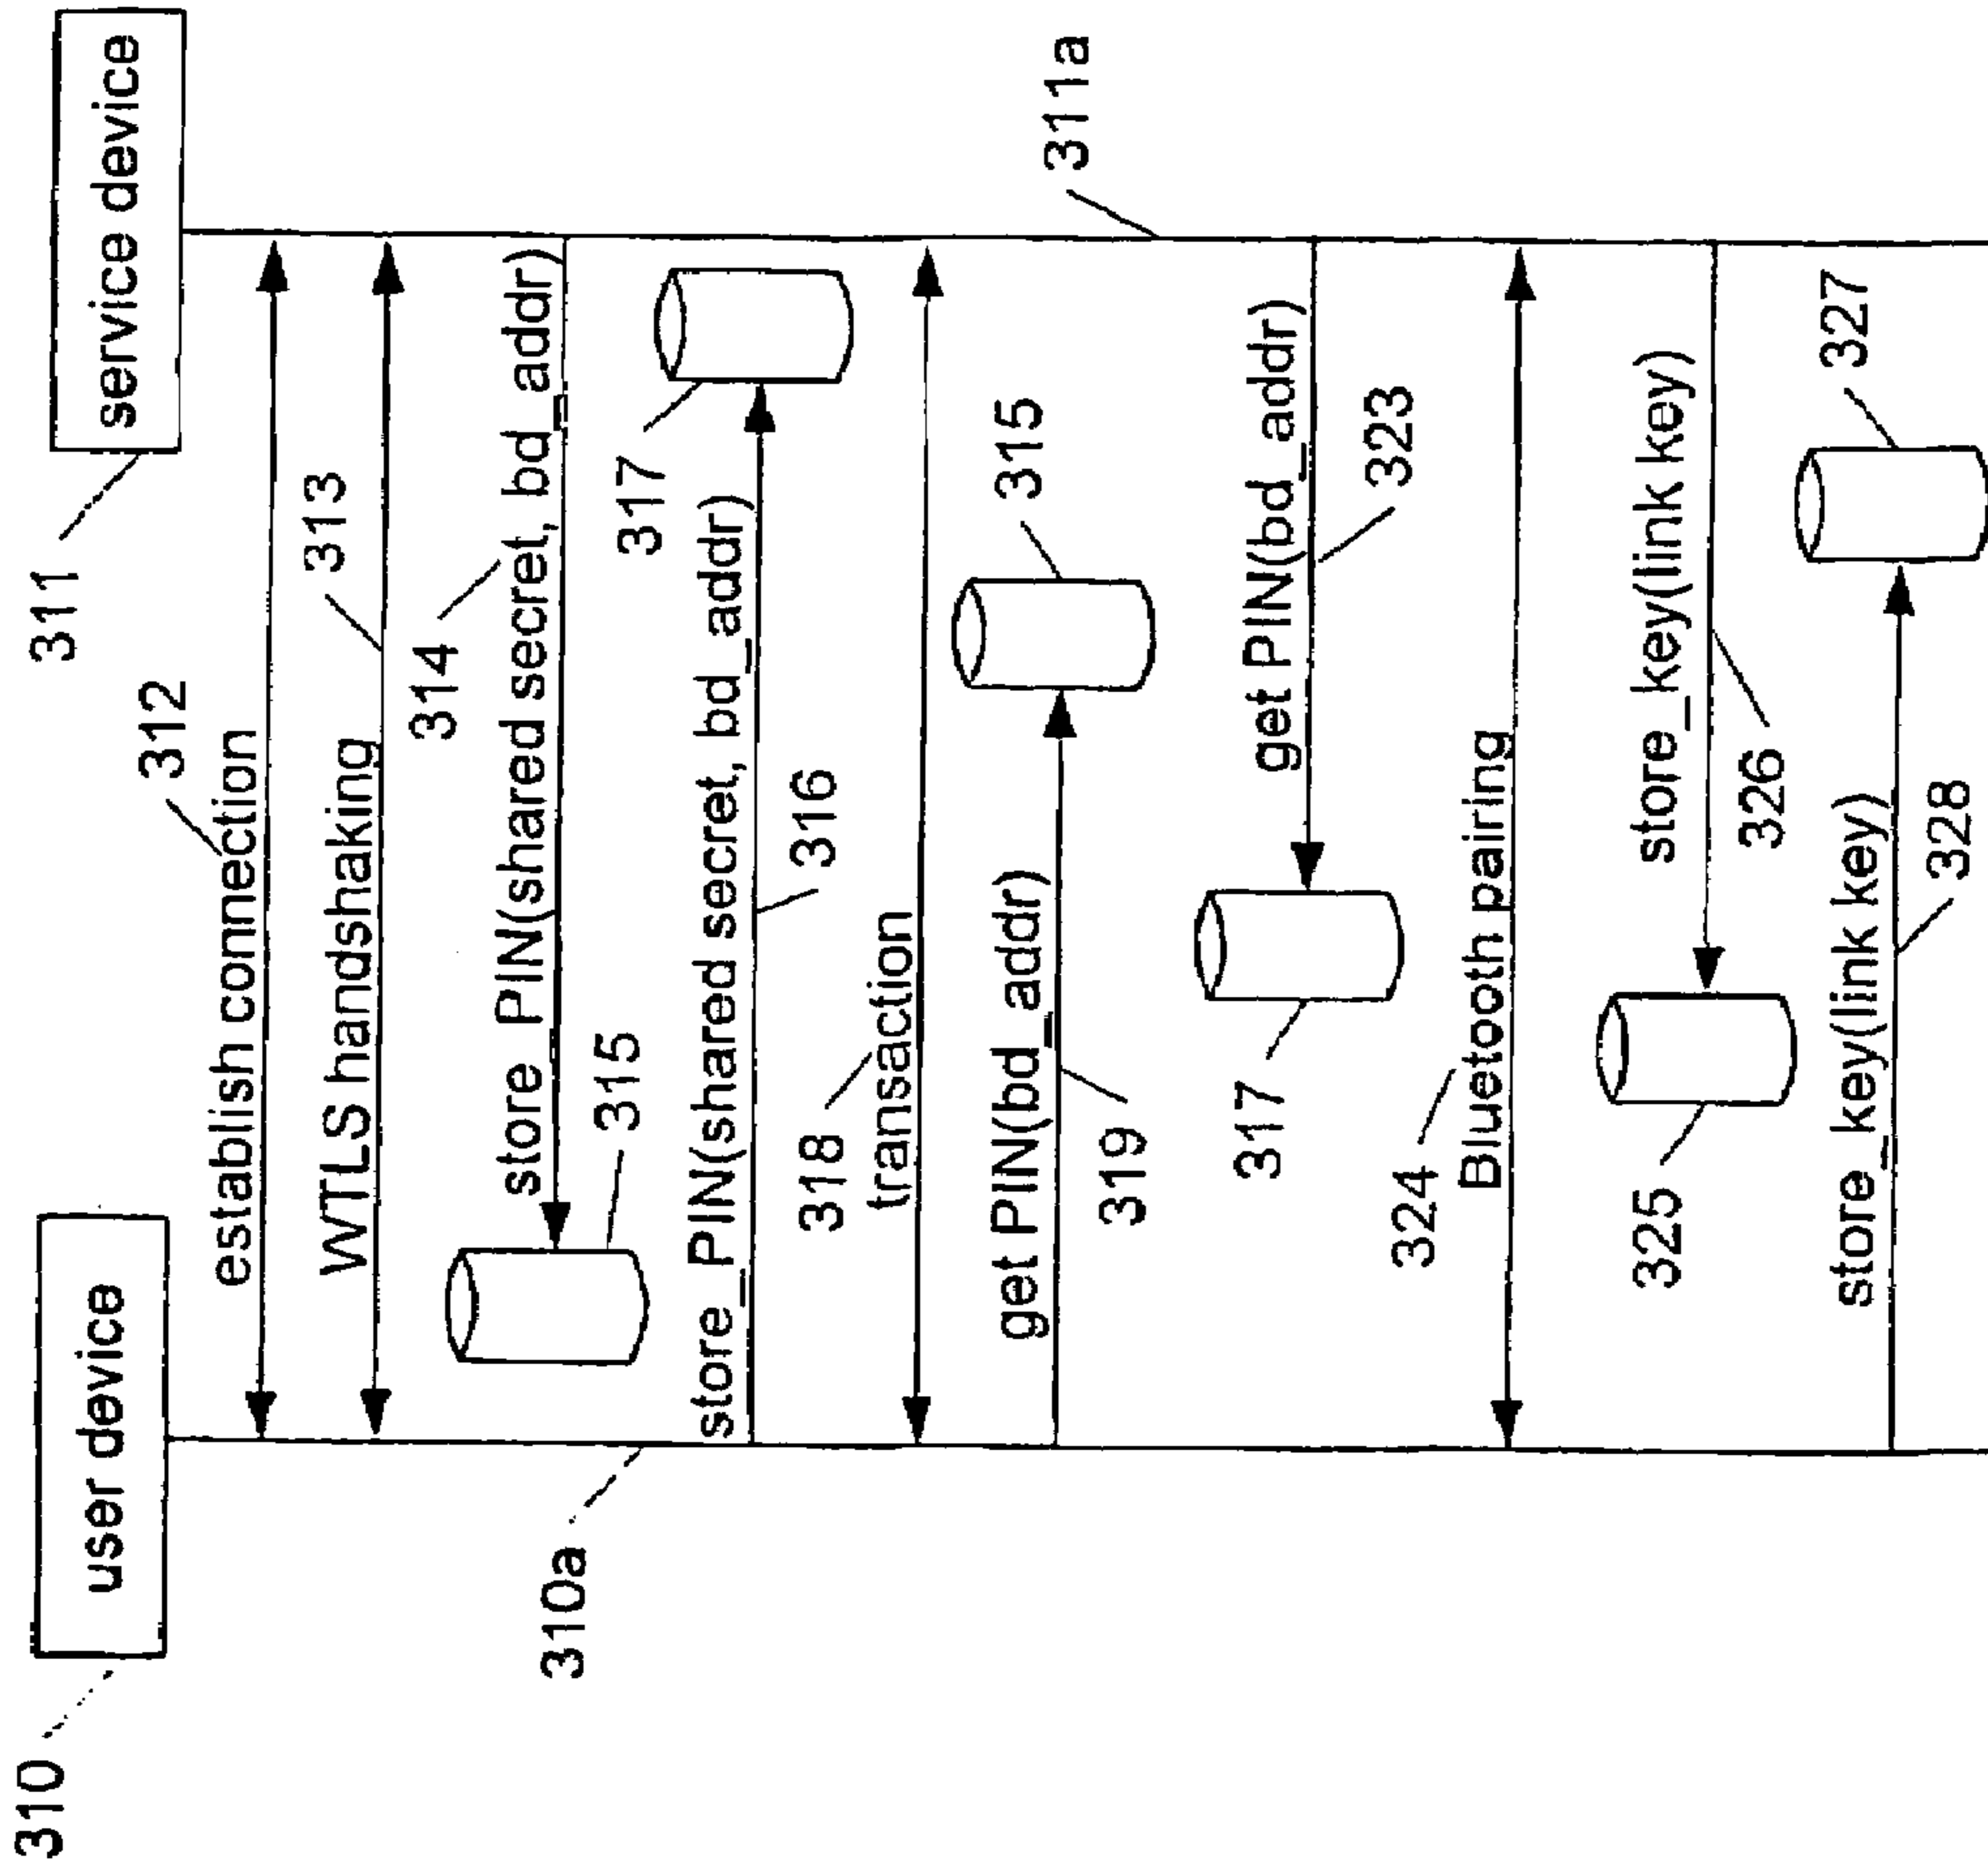 310
user device
311
service device
312
establish connection
313
WTLS handshaking
314
store_PIN(shared secret, bd_addr)
315
317
310a
store_PIN(shared secret, bd_addr)
316
318
transaction
311a
315
get PIN(bd_addr)
319
get PIN(bd_addr)
323
317
324
Bluetooth pairing
store_key(link key)
326
325
327
store_key(link key)
328